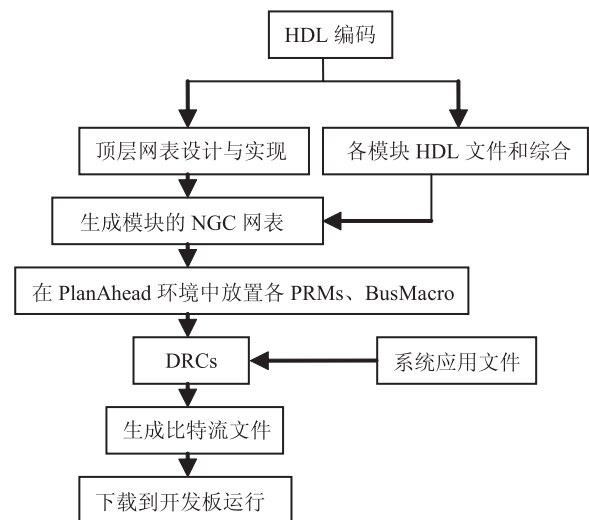 HDL 编码
顶层网表设计与实现
各模块 HDL 文件和综合
生成模块的 NGC 网表
在 PlanAhead 环境中放置各 PRMs、BusMacro
DRCs
系统应用文件
生成比特流文件
下载到开发板运行